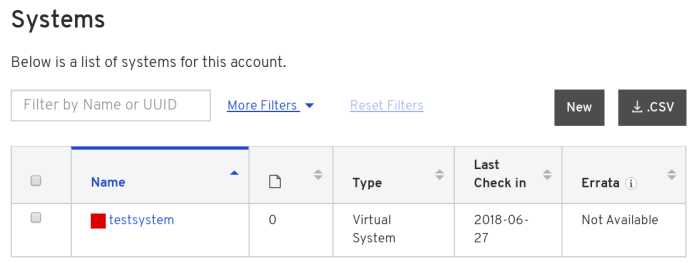 Systems
Below is a list of systems for this account.
Filter by Name or UUID
More Filters
Reset Filters
New
.CSV
Name
Type
Last
Check in
Errata
testsystem
0
Virtual
System
2018-06-
27
Not Available